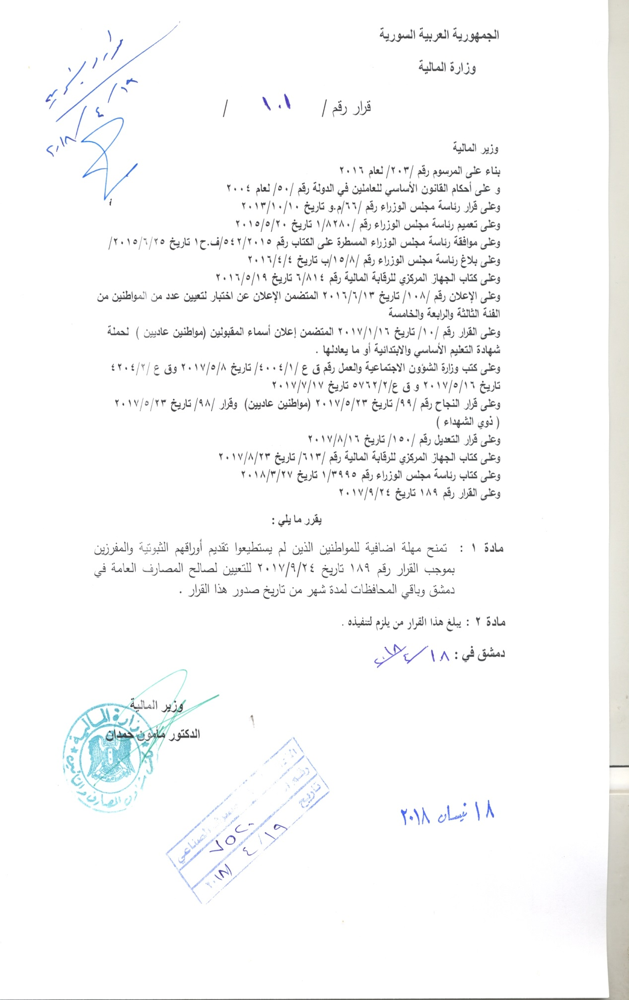 الجمهورية العربية السورية
وزارة المالية
قرار رقم / ١٠١ /
موارد بشرية
١٩ / ٤ / ٢٠١٨
وزير المالية
بناء على المرسوم رقم /٢٠٣/ لعام ٢٠١٦
و على أحكام القانون الأساسي للعاملين في الدولة رقم /٥٠/ لعام ٢٠٠٤
وعلى قرار رئاسة مجلس الوزراء رقم /٦٦/م.و تاريخ ٢٠١٣/١٠/١٠
وعلى تعميم رئاسة مجلس الوزراء رقم /١/٨٢٨٠ تاريخ ٢٠١٥/٥/٢٠
وعلى موافقة رئاسة مجلس الوزراء المسطرة على الكتاب رقم ٥٤٢/٢٠١٥/ف.ح١ تاريخ ٢٠١٥/٦/٢٥/
وعلى بلاغ رئاسة مجلس الوزراء رقم /١٥/٨/ب تاريخ ٢٠١٦/٤/٤
وعلى كتاب الجهاز المركزي للرقابة المالية رقم ٦/٨١٤ تاريخ ٢٠١٦/٥/١٩
وعلى الإعلان رقم /١٠٨/ تاريخ ٢٠١٦/٦/١٣ المتضمن الإعلان عن اختبار لتعيين عدد من المواطنين من
الفئة الثالثة والرابعة والخامسة
وعلى القرار رقم /١٠/ تاريخ ٢٠١٧/١/١٦ المتضمن إعلان أسماء المقبولين (مواطنين عاديين ) لحملة
شهادة التعليم الأساسي والابتدائية أو ما يعادلها .
وعلى كتب وزارة الشؤون الاجتماعية والعمل رقم ق ع /٤٠٠٤/١/ تاريخ ٢٠١٧/٥/٨ وق ع /٤٢٠٤/٢
تاريخ ٢٠١٧/٥/١٦ و ق ع/٥٧٦٢/٢ تاريخ ٢٠١٧/٧/١٧
وعلى قرار النجاح رقم /٩٩/ تاريخ ٢٠١٧/٥/٢٣ (مواطنين عاديين) وقرار /٩٨/ تاريخ ٢٠١٧/٥/٢٣
( ذوي الشهداء )
وعلى قرار التعديل رقم /١٥٠/ تاريخ ٢٠١٧/٨/١٦
وعلى كتاب الجهاز المركزي للرقابة المالية رقم /٦١٣/ تاريخ ٢٠١٧/٨/٢٣
وعلى كتاب رئاسة مجلس الوزراء رقم ١/٣٩٩٥ تاريخ ٢٠١٨/٣/٢٧
وعلى القرار رقم ١٨٩ تاريخ ٢٠١٧/٩/٢٤
يقرر ما يلي :
مادة ١ : تمنح مهلة اضافية للمواطنين الذين لم يستطيعوا تقديم أوراقهم الثبوتية والمفرزين
بموجب القرار رقم ١٨٩ تاريخ ٢٠١٧/٩/٢٤ للتعيين لصالح المصارف العامة في
دمشق وباقي المحافظات لمدة شهر من تاريخ صدور هذا القرار .
مادة ٢ : يبلغ هذا القرار من يلزم لتنفيذه .
دمشق في : ١٨/٤/٢٠١٨
وزير المالية
الدكتور مأمون حمدان
وزارة المالية
المصارف والتأمين
الصناعي
٧٥٢٠
تاريخ ١٩ / ٤ / ٢٠١٨
١٨ نيسان ٢٠١٨